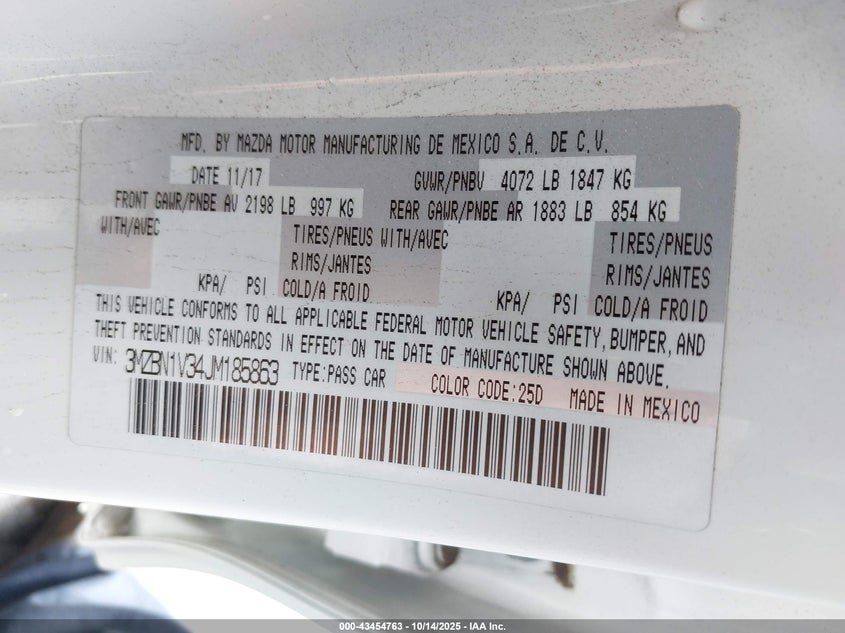 MFD. BY MAZDA MOTOR MANUFACTURING DE MEXICO S.A. DE C.V.
DATE 11/17 GVWR/PNBV 4072 LB 1847 KG
FRONT GAWR/PNBE AV 2198 LB 997 KG REAR GAWR/PNBE AR 1883 LB 854 KG
WITH/AVEC TIRES/PNEUS WITH/AVEC TIRES/PNEUS
RIMS/JANTES RIMS/JANTES
KPA/ PSI COLD/A FROID KPA/ PSI COLD/A FROID
THIS VEHICLE CONFORMS TO ALL APPLICABLE FEDERAL MOTOR VEHICLE SAFETY, BUMPER, AND
THEFT PREVENTION STANDARDS IN EFFECT ON THE DATE OF MANUFACTURE SHOWN ABOVE.
VIN: 3MZBN1V34JM185863 TYPE:PASS CAR COLOR CODE:25D MADE IN MEXICO
000-43454763 - 10/14/2025 - IAA Inc.